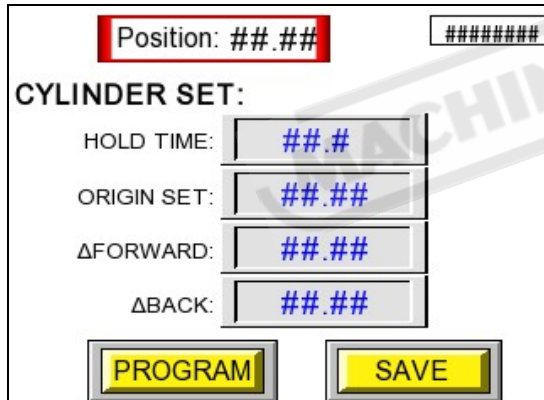 Position: ##.##
########
CYLINDER SET:
HOLD TIME: ##.#
ORIGIN SET: ##.##
ΔFORWARD: ##.##
ΔBACK: ##.##
PROGRAM
SAVE